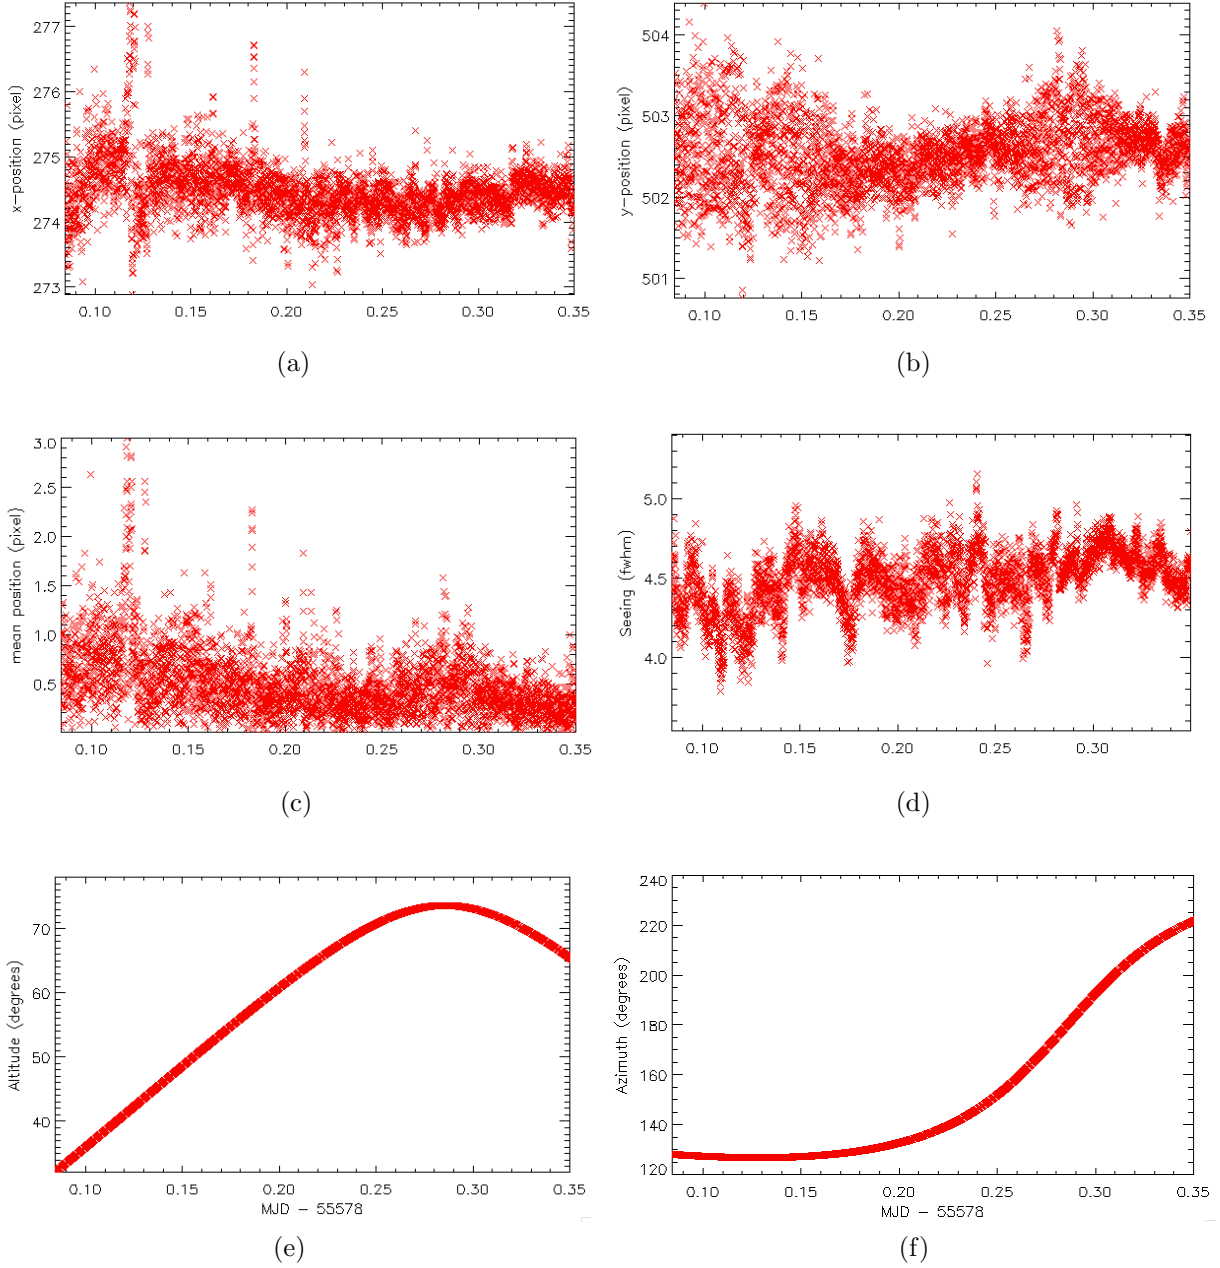 277
276
275
274
273
x-position (pixel)
0.10 0.15 0.20 0.25 0.30 0.35
(a)
504
503
502
501
y-position (pixel)
0.10 0.15 0.20 0.25 0.30 0.35
(b)
3.0
2.5
2.0
1.5
1.0
0.5
mean position (pixel)
0.10 0.15 0.20 0.25 0.30 0.35
(c)
5.0
4.5
4.0
Seeing (fwhm)
0.10 0.15 0.20 0.25 0.30
(d)
70
60
50
40
Altitude (degrees)
0.10 0.15 0.20 0.25 0.30 0.35
MJD - 55578
(e)
240
220
200
180
160
140
120
Azimuth (degrees)
0.10 0.15 0.20 0.25 0.30 0.35
MJD - 55578
(f)